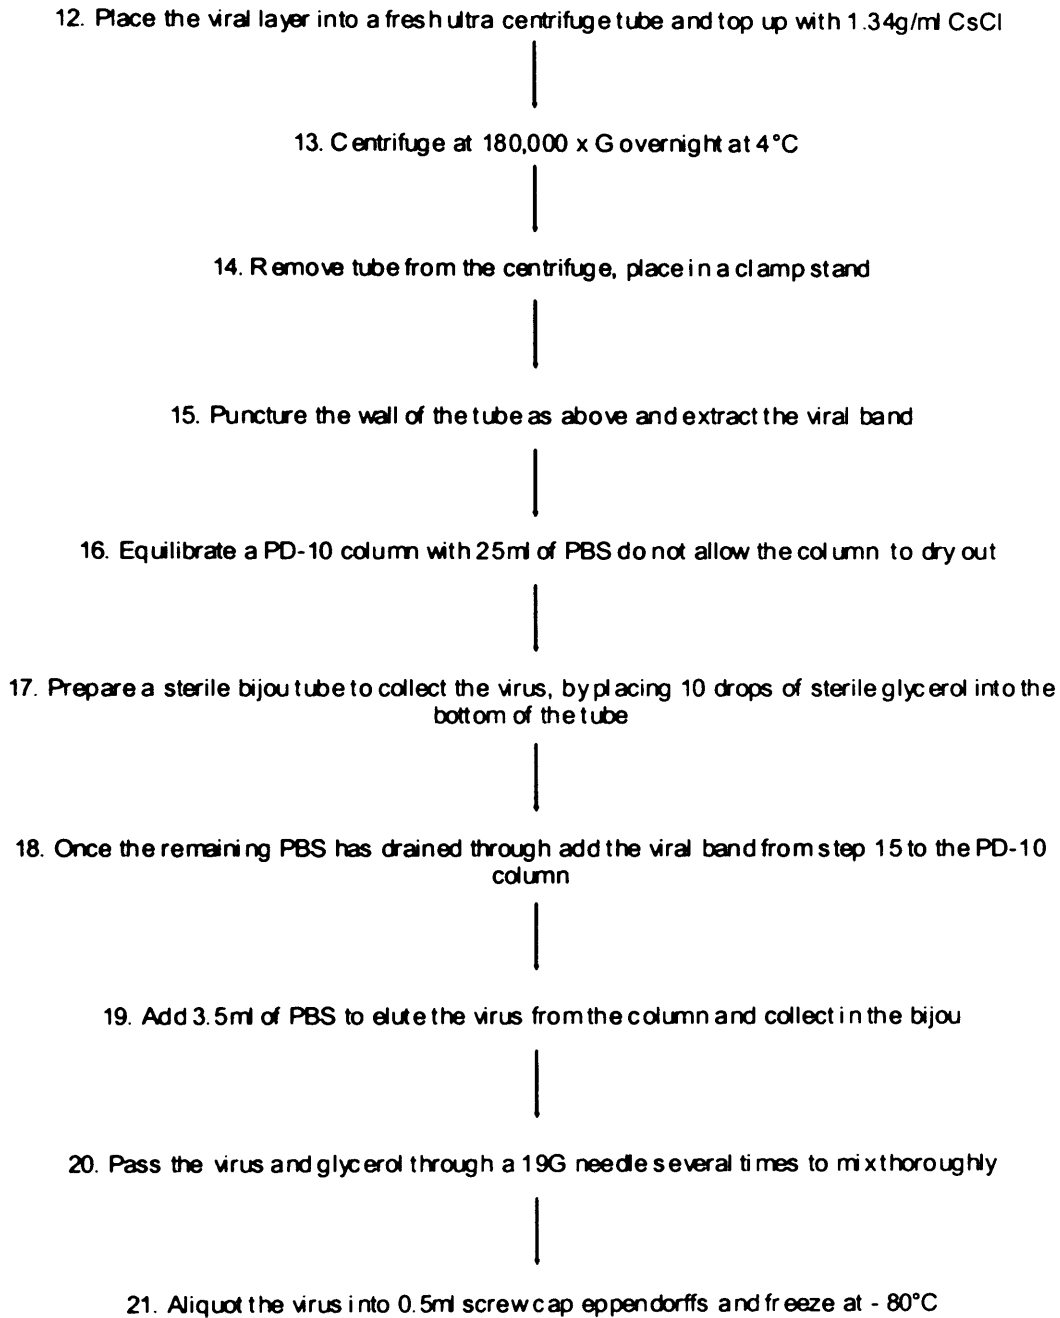 12. Place the viral layer into a fresh ultra centrifuge tube and top up with 1.34g/ml CsCl
13. Centrifuge at 180,000 x G overnight at 4°C
14. Remove tube from the centrifuge, place in a clamp stand
15. Puncture the wall of the tube as above and extract the viral band
16. Equilibrate a PD-10 column with 25ml of PBS do not allow the column to dry out
17. Prepare a sterile bijou tube to collect the virus, by placing 10 drops of sterile glycerol into the
bottom of the tube
18. Once the remaining PBS has drained through add the viral band from step 15 to the PD-10
column
19. Add 3.5ml of PBS to elute the virus from the column and collect in the bijou
20. Pass the virus and glycerol through a 19G needle several times to mix thoroughly
21. Aliquot the virus into 0.5ml screw cap eppendorffs and freeze at - 80°C